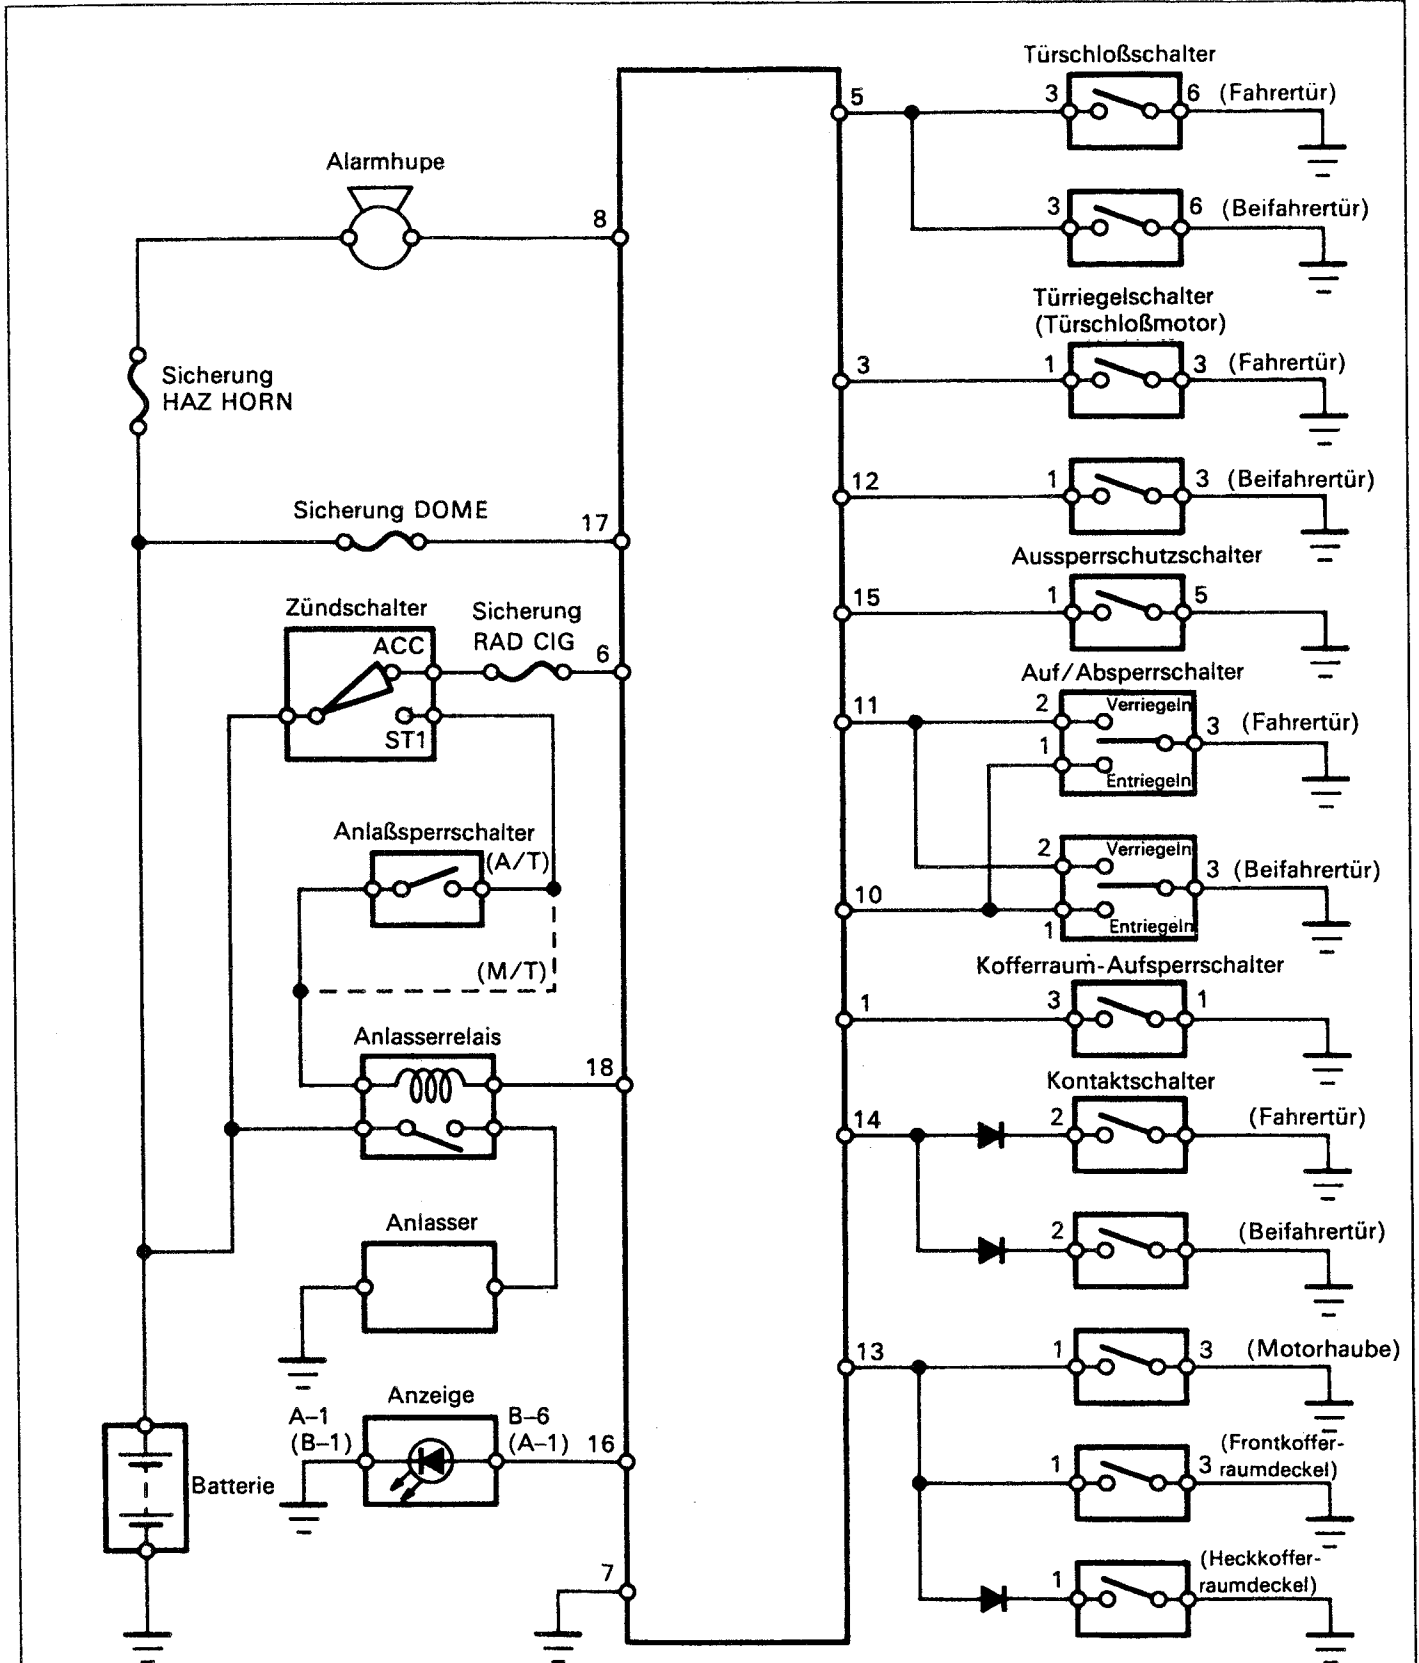 Türschloßschalter
5
3
6 (Fahrertür)
Alarmhupe
8
3
6 (Beifahrertür)
Türriegelschalter
(Türschloßmotor)
Sicherung
HAZ HORN
3
1
3 (Fahrertür)
Sicherung DOME
17
12
1
3 (Beifahrertür)
Aussperrschutzschalter
Zündschalter
ACC
ST1
Sicherung
RAD CIG
6
15
1
5
Auf/Absperrschalter
11
2
Verriegeln
1
Entriegeln
3 (Fahrertür)
Anlaßsperrschalter
(A/T)
(M/T)
2
Verriegeln
3 (Beifahrertür)
10
1
Entriegeln
Kofferraum-Aufsperrschalter
1
3
1
Anlasserrelais
18
Kontaktschalter
14
2
(Fahrertür)
Anlasser
2
(Beifahrertür)
13
1
3 (Motorhaube)
Anzeige
A–1
(B–1)
B–6
(A–1)
16
1
3
(Frontkoffer-
raumdeckel)
Batterie
7
1
(Heckkoffer-
raumdeckel)